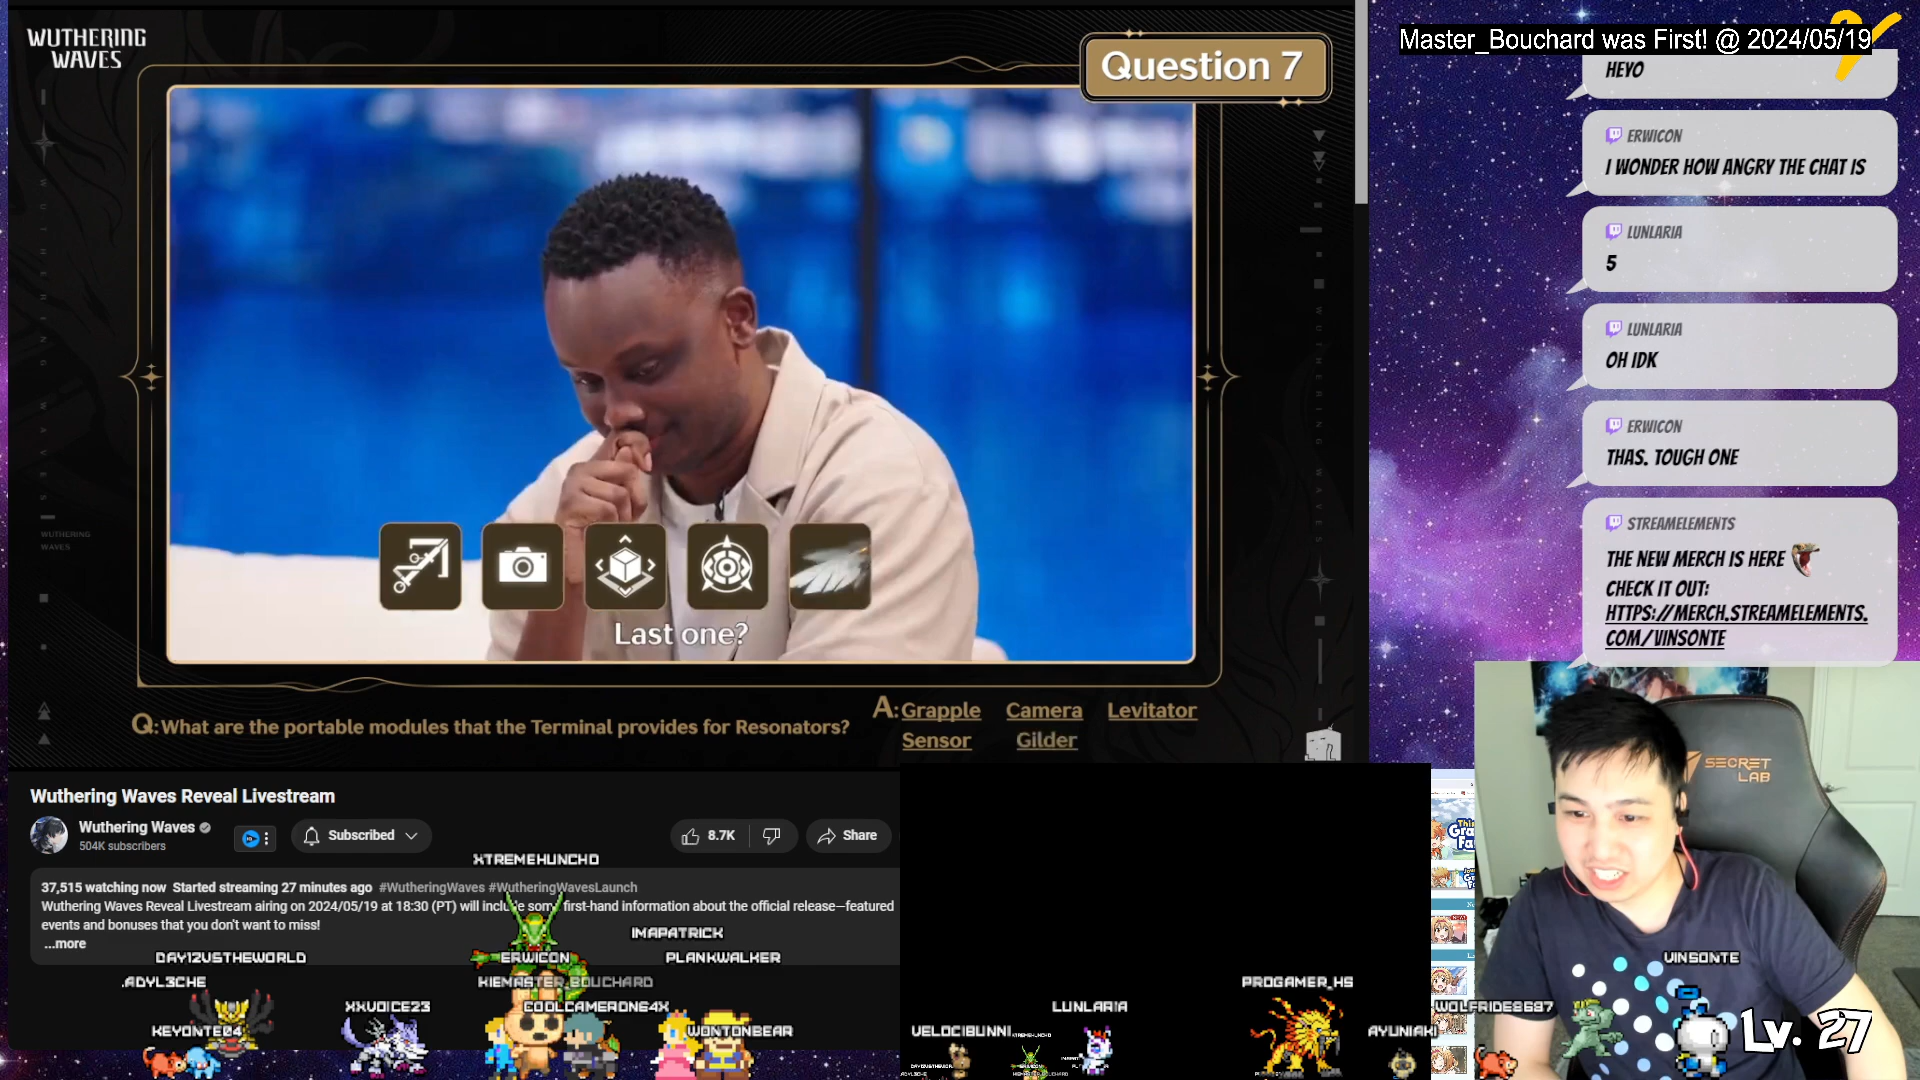 WUTHERING
WAVES
Question 7
Last one?
Q:What are the portable modules that the Terminal provides for Resonators?
A:Grapple Camera Levitator
Sensor Gilder
WUTHERING
WAVES
Wuthering Waves Reveal Livestream
Wuthering Waves
504K subscribers
Subscribed
8.7K
Share
37,515 watching now Started streaming 27 minutes ago #WutheringWaves #WutheringWavesLaunch
Wuthering Waves Reveal Livestream airing on 2024/05/19 at 18:30 (PT) will include some first-hand information about the official release—featured
events and bonuses that you don't want to miss!
...more
XTREMEHUNCHO
IMAPATRICK
DAY12VSTHEWORLD
ERWICON
PLANKWALKER
.ADYL3CHE
KIEMASTER_BOUCHARD
XXVOICE23
COOLCAMERON64X
KEYONTE04
WONTONBEAR
VELOCIBUNNI
LUNLARIA
PROGAMER_HS
AYUNIAKI
WOLFRIDE8687
VINSONTE
Lv. 27
Master_Bouchard was First! @ 2024/05/19
HEYO
ERWICON
I WONDER HOW ANGRY THE CHAT IS
LUNLARIA
5
LUNLARIA
OH IDK
ERWICON
THAS. TOUGH ONE
STREAMELEMENTS
THE NEW MERCH IS HERE
CHECK IT OUT:
HTTPS://MERCH.STREAMELEMENTS.
COM/VINSONTE
SECRET
LAB